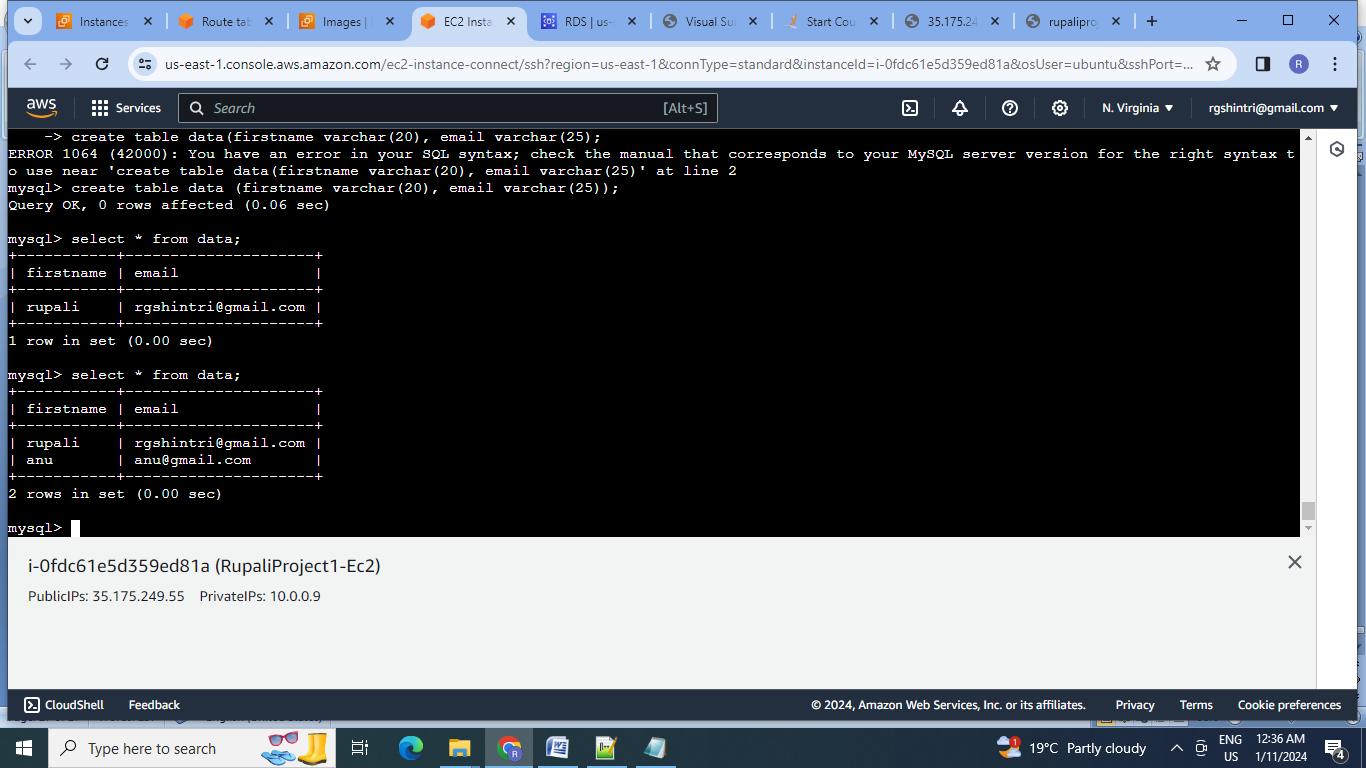 Instances
Route tab
Images |
EC2 Insta
RDS | us-
Visual Sul
Start Cou
35.175.24
rupalipro
us-east-1.console.aws.amazon.com/ec2-instance-connect/ssh?region=us-east-1&connType=standard&instanceId=i-0fdc61e5d359ed81a&osUser=ubuntu&sshPort=...
R
aws
Services
Search
[Alt+S]
N. Virginia
rgshintri@gmail.com
-> create table data(firstname varchar(20), email varchar(25);
ERROR 1064 (42000): You have an error in your SQL syntax; check the manual that corresponds to your MySQL server version for the right syntax t
o use near 'create table data(firstname varchar(20), email varchar(25)' at line 2
mysql> create table data (firstname varchar(20), email varchar(25));
Query OK, 0 rows affected (0.06 sec)
mysql> select * from data;
+-----------+---------------------+
| firstname | email               |
+-----------+---------------------+
| rupali    | rgshintri@gmail.com |
+-----------+---------------------+
1 row in set (0.00 sec)
mysql> select * from data;
+-----------+---------------------+
| firstname | email               |
+-----------+---------------------+
| rupali    | rgshintri@gmail.com |
| anu       | anu@gmail.com       |
+-----------+---------------------+
2 rows in set (0.00 sec)
mysql>
i-0fdc61e5d359ed81a (RupaliProject1-Ec2)
PublicIPs: 35.175.249.55 PrivateIPs: 10.0.0.9
CloudShell
Feedback
© 2024, Amazon Web Services, Inc. or its affiliates.
Privacy
Terms
Cookie preferences
Type here to search
19°C Partly cloudy
ENG
US
12:36 AM
1/11/2024
4